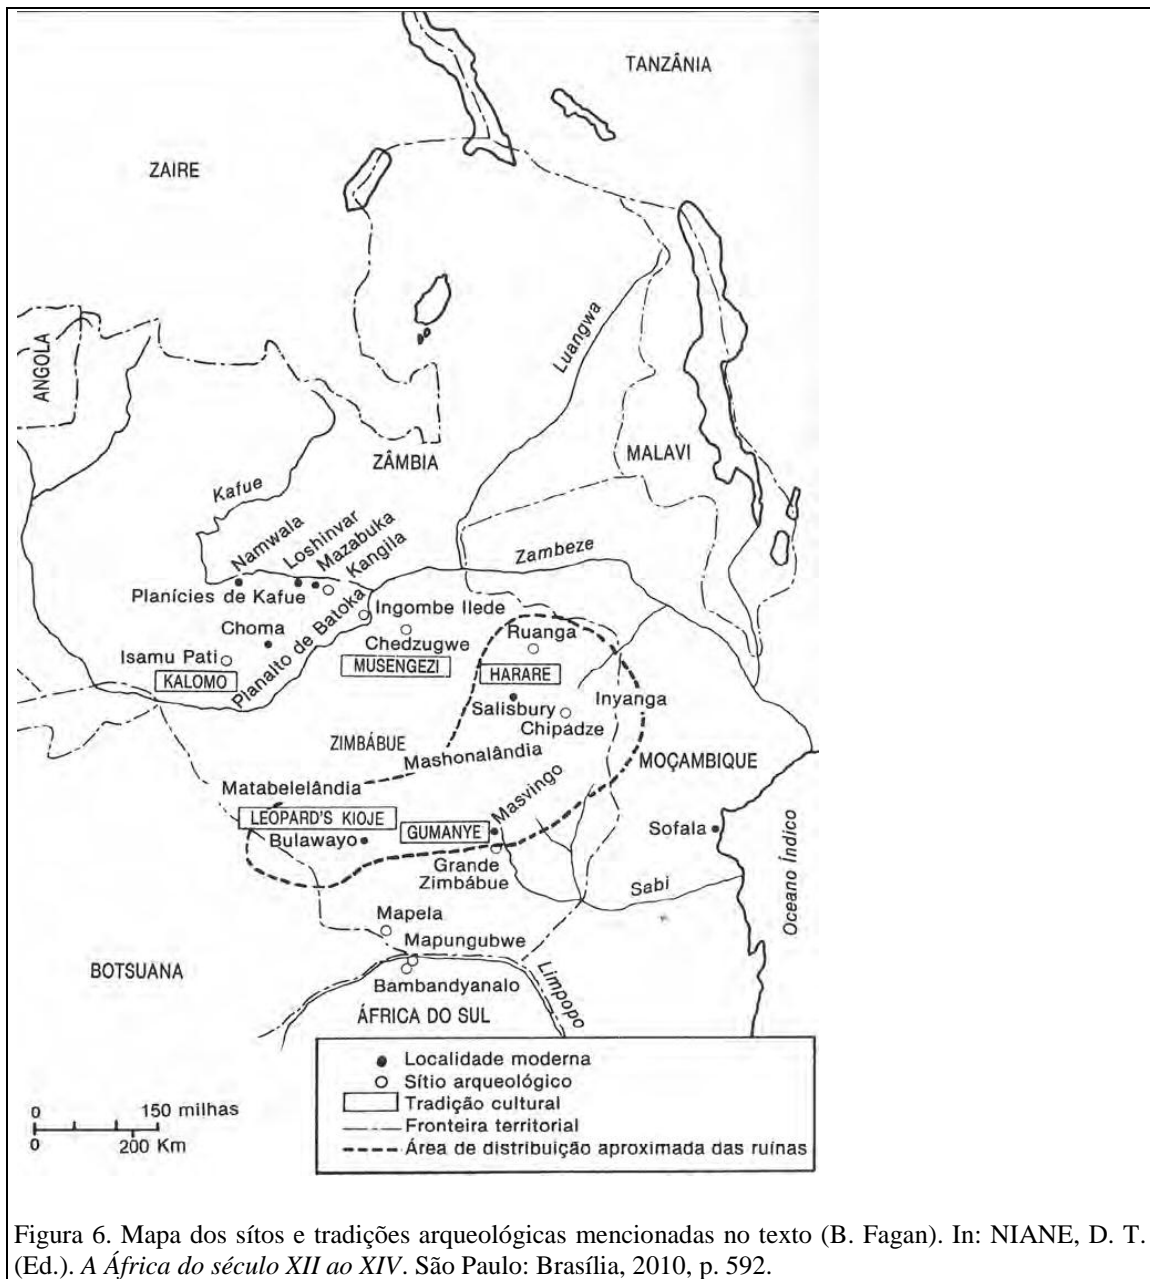 TANZÂNIA
ZAIRE
ANGOLA
Luangwa
MALAVI
ZÂMBIA
Kafue
Namwala
Loshinvar
Mazabuka
Kangila
Zambeze
Planícies de Kafue
Planalto de Batoka
Ingombe Ilede
Choma
Chedzugwe
Ruanga
Isamu Pati
MUSENGEZI
HARARE
KALOMO
Salisbury
Inyanga
Chipadze
ZIMBÁBUE
Mashonalândia
MOÇAMBIQUE
Matabelelândia
Masvingo
LEOPARD'S KIOJE
GUMANYE
Sofala
Bulawayo
Grande
Zimbábue
Sabi
Oceano Índico
Mapela
Mapungubwe
BOTSUANA
Bambandyanalo
Limpopo
ÁFRICA DO SUL
Localidade moderna
Sítio arqueológico
Tradição cultural
Fronteira territorial
Área de distribuição aproximada das ruínas
0 150 milhas
0 200 Km
Figura 6. Mapa dos sítos e tradições arqueológicas mencionadas no texto (B. Fagan). In: NIANE, D. T.
(Ed.). A África do século XII ao XIV. São Paulo: Brasília, 2010, p. 592.